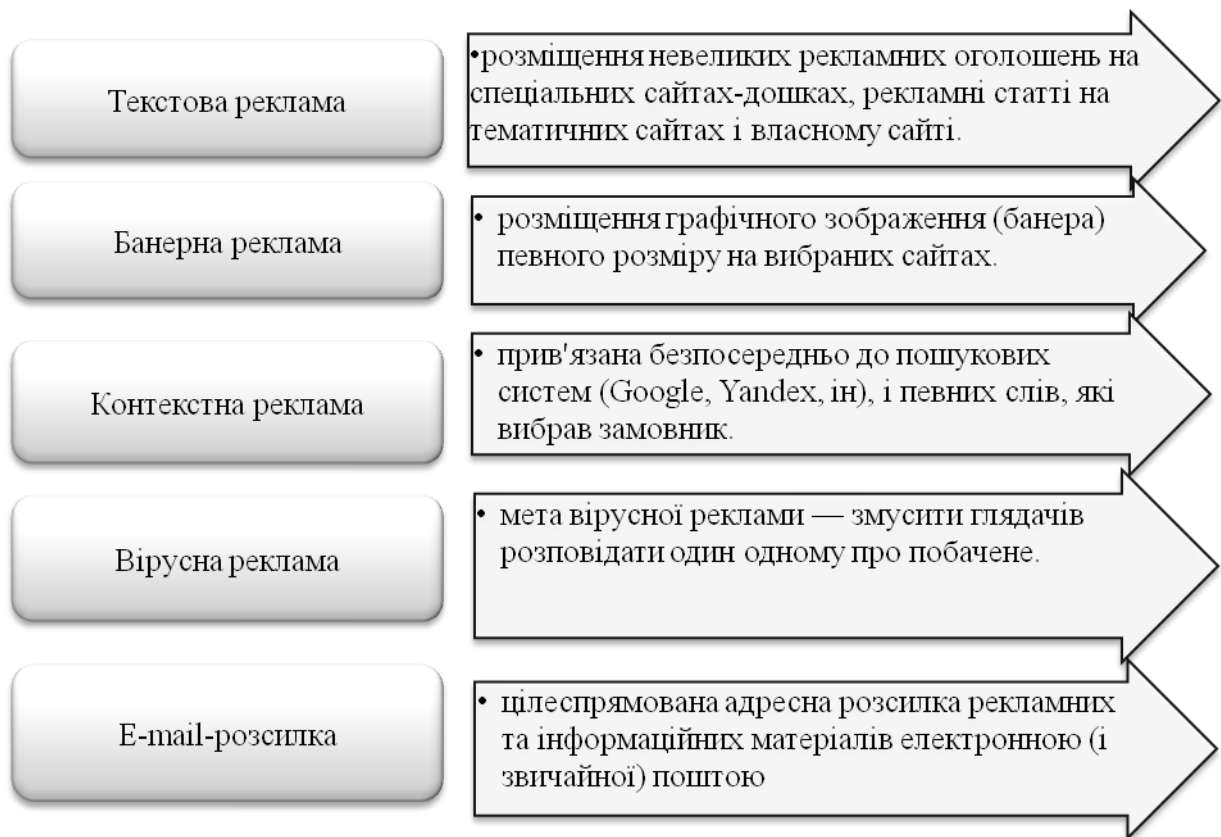 Текстова реклама
•розміщення невеликих рекламних оголошень на
спеціальних сайтах-дошках, рекламні статті на
тематичних сайтах і власному сайті.
Банерна реклама
• розміщення графічного зображення (банера)
певного розміру на вибраних сайтах.
Контекстна реклама
• прив'язана безпосередньо до пошукових
систем (Google, Yandex, ін), і певних слів, які
вибрав замовник.
Вірусна реклама
• мета вірусної реклами — змусити глядачів
розповідати один одному про побачене.
E-mail-розсилка
• цілеспрямована адресна розсилка рекламних
та інформаційних матеріалів електронною (і
звичайної) поштою